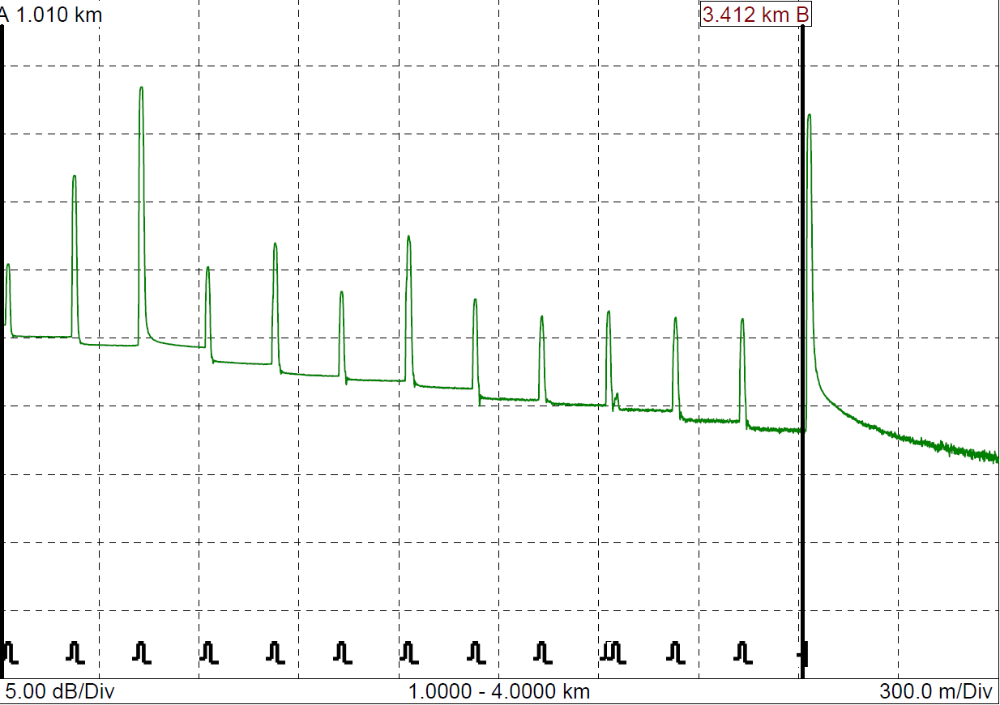 A 1.010 km
3.412 km B
5.00 dB/Div
1.0000 - 4.0000 km
300.0 m/Div